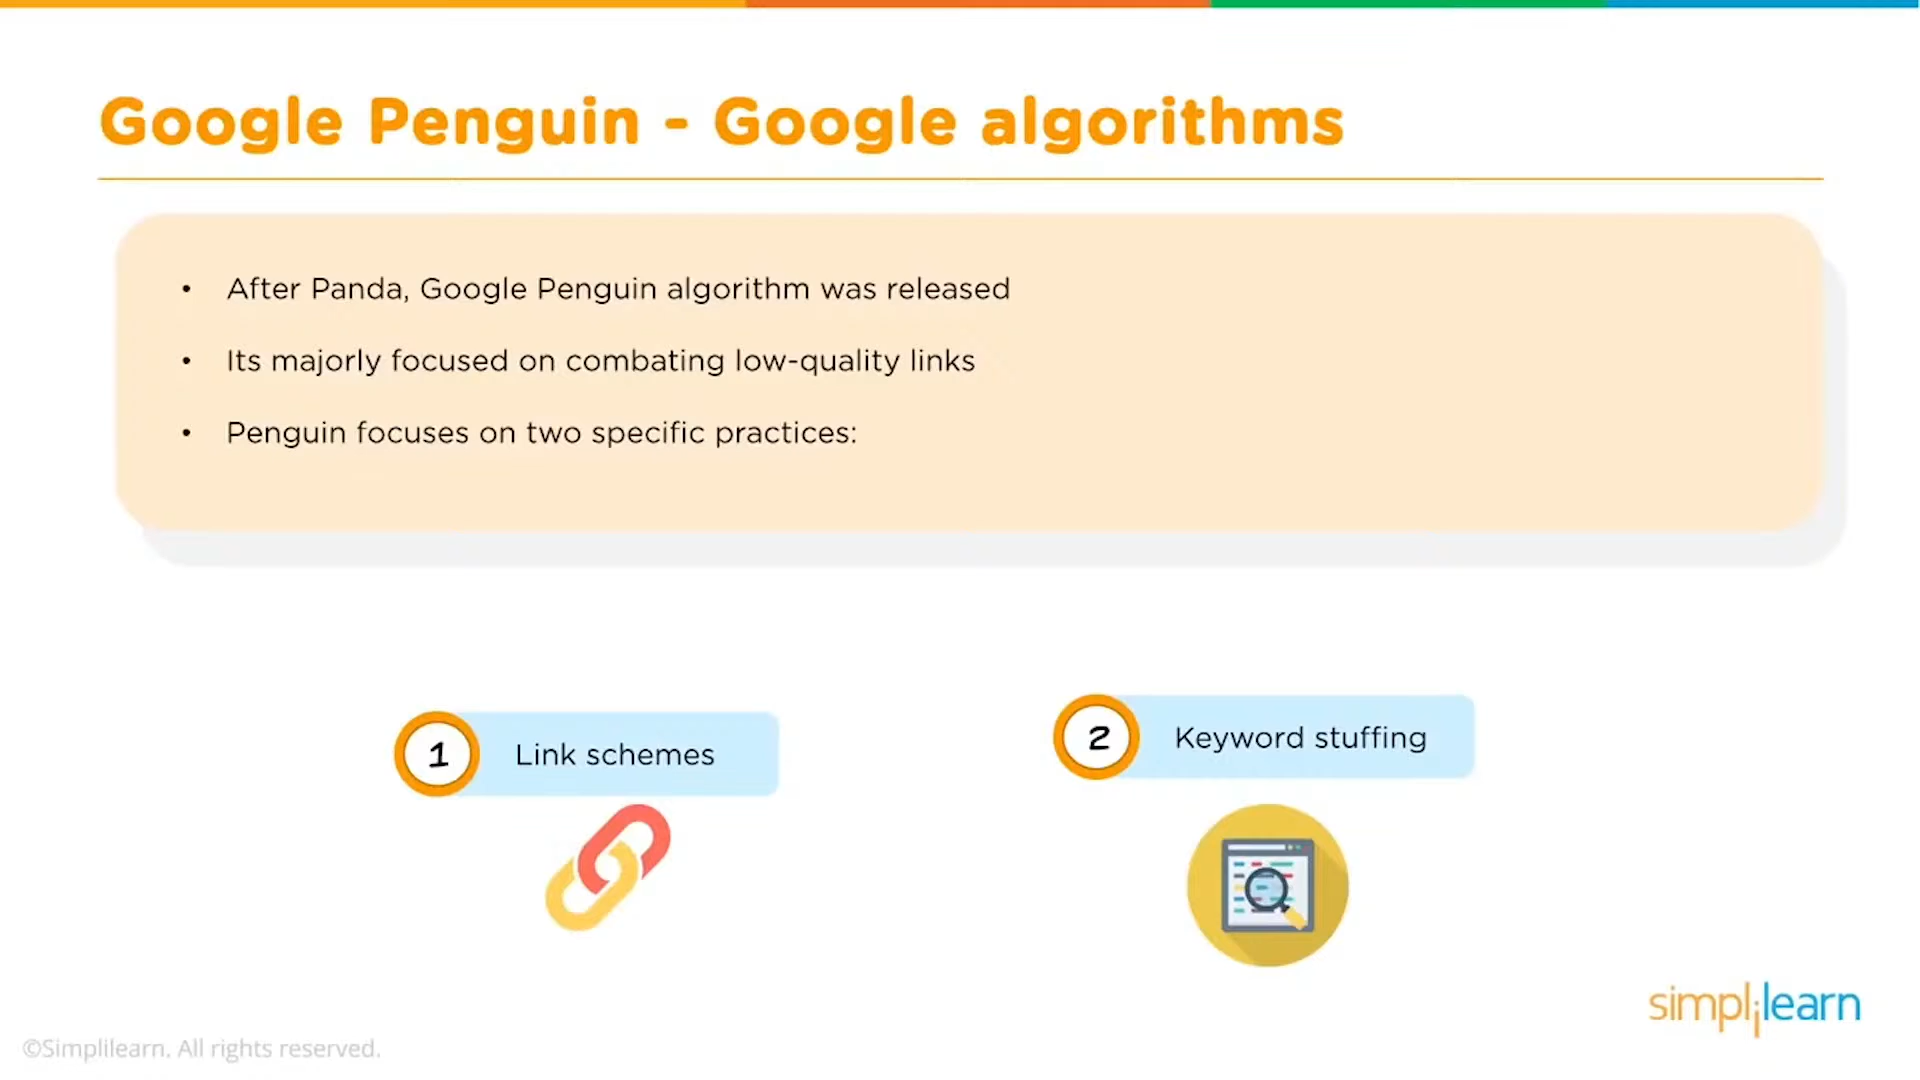 Google Penguin - Google algorithms
• After Panda, Google Penguin algorithm was released
• Its majorly focused on combating low-quality links
• Penguin focuses on two specific practices:
1 Link schemes
2 Keyword stuffing
simplilearn
©Simplilearn. All rights reserved.